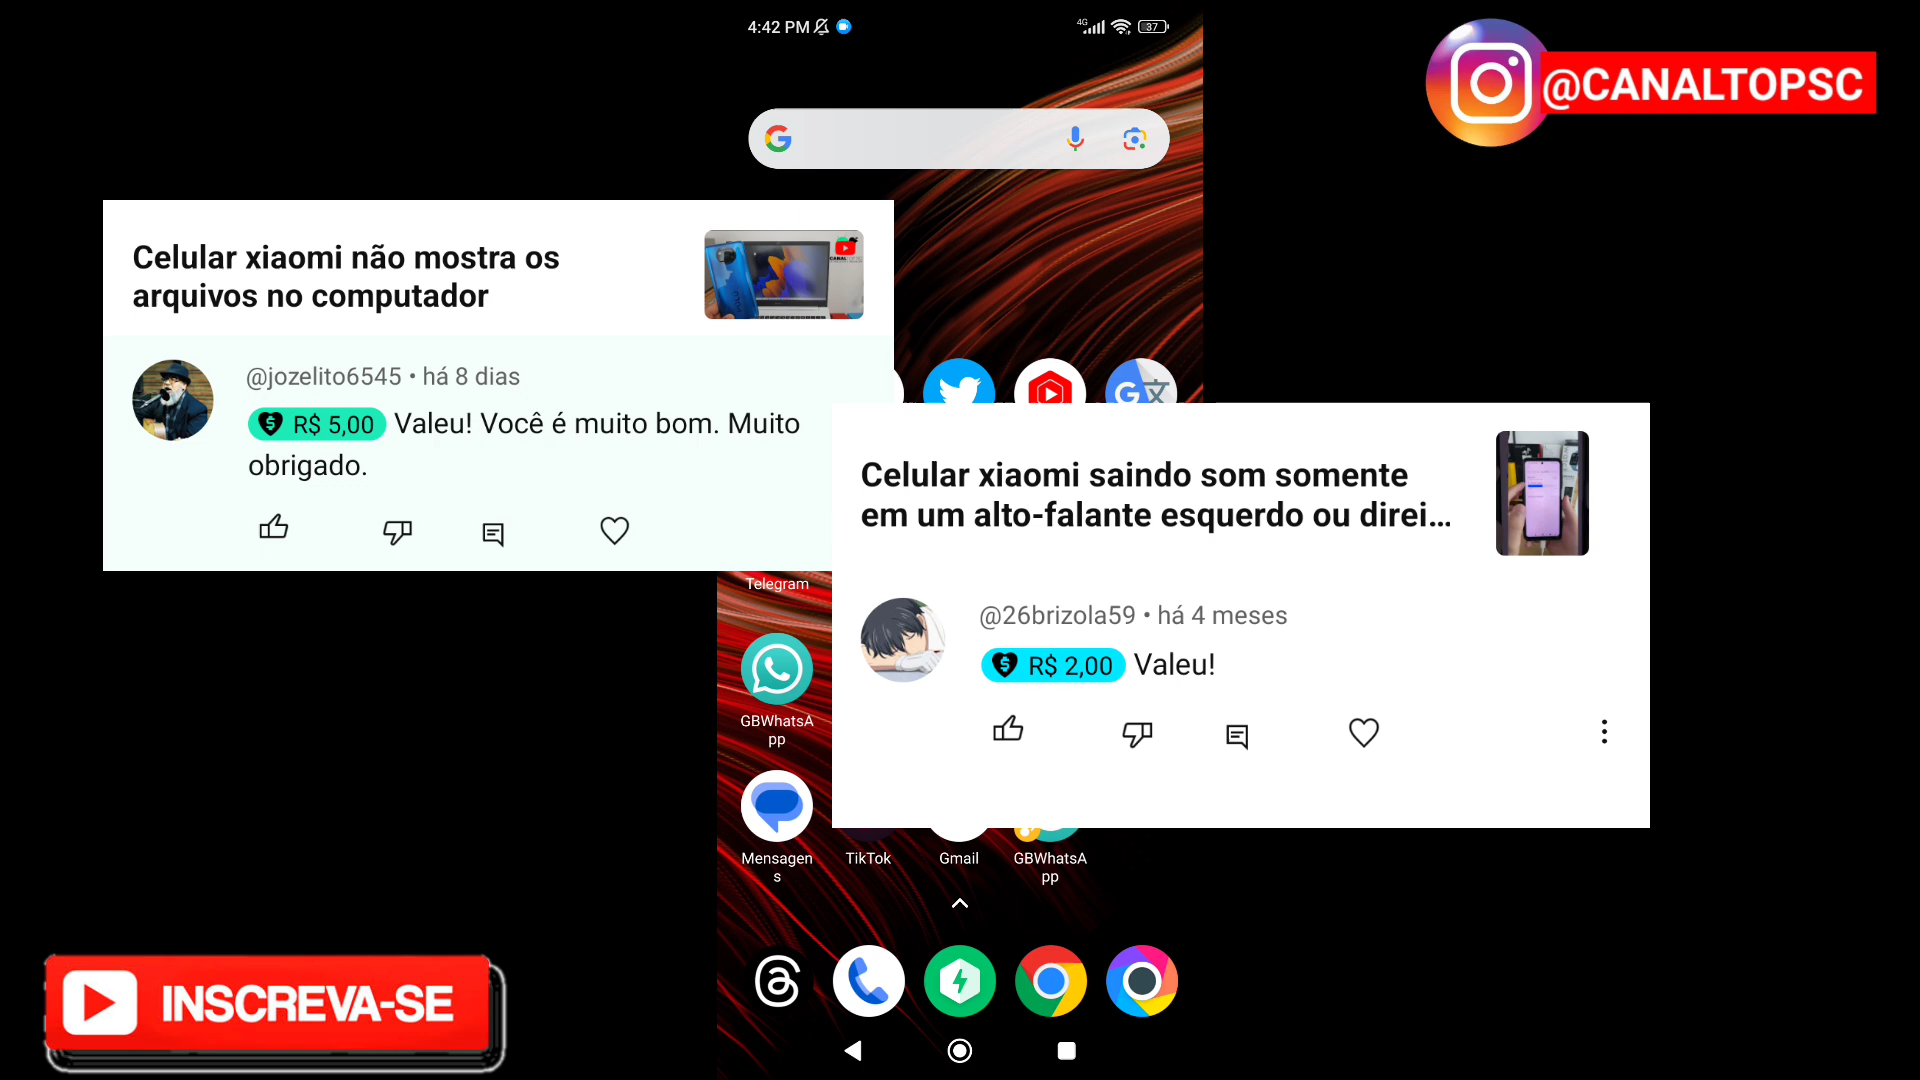 4:42 PM
4G
37
@CANALTOPSC
Celular xiaomi não mostra os
arquivos no computador
@jozelito6545 • há 8 dias
R$ 5,00 Valeu! Você é muito bom. Muito
obrigado.
Celular xiaomi saindo som somente
em um alto-falante esquerdo ou direi...
@26brizola59 • há 4 meses
R$ 2,00 Valeu!
Telegram
GBWhatsA
pp
Mensagen
s
TikTok
Gmail
GBWhatsA
pp
INSCREVA-SE